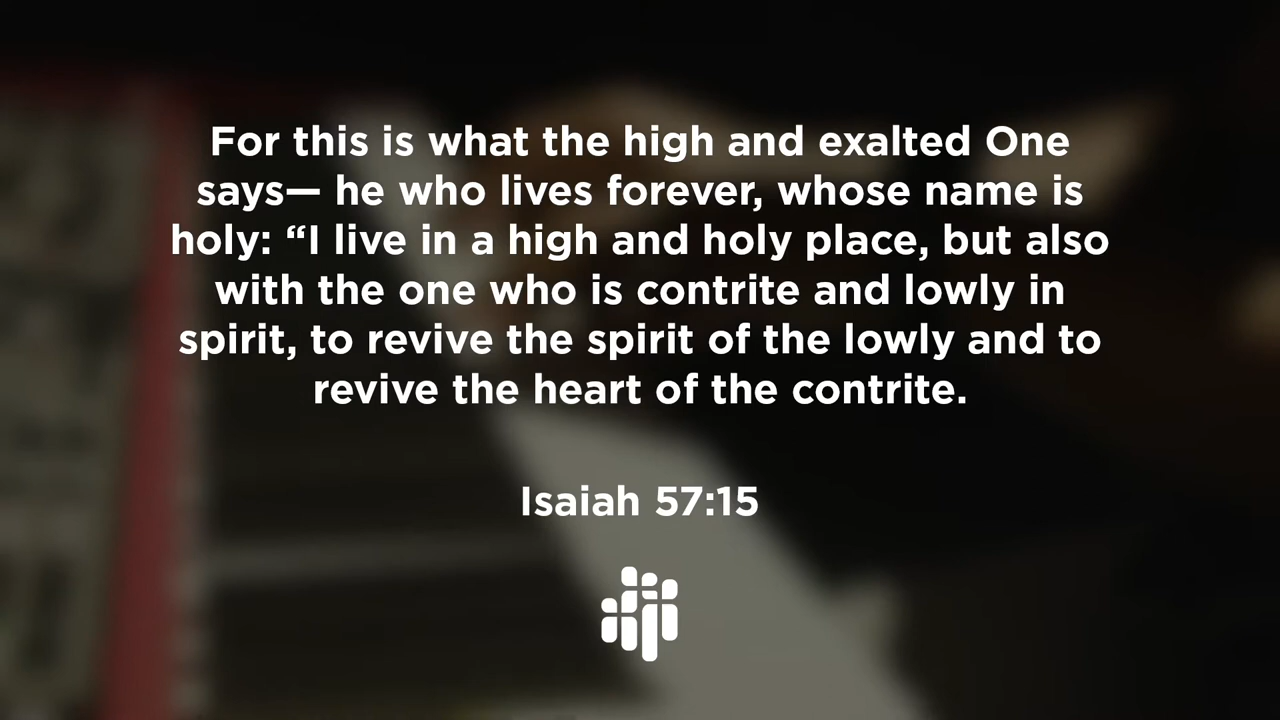 For this is what the high and exalted One
says— he who lives forever, whose name is
holy: “I live in a high and holy place, but also
with the one who is contrite and lowly in
spirit, to revive the spirit of the lowly and to
revive the heart of the contrite.
Isaiah 57:15